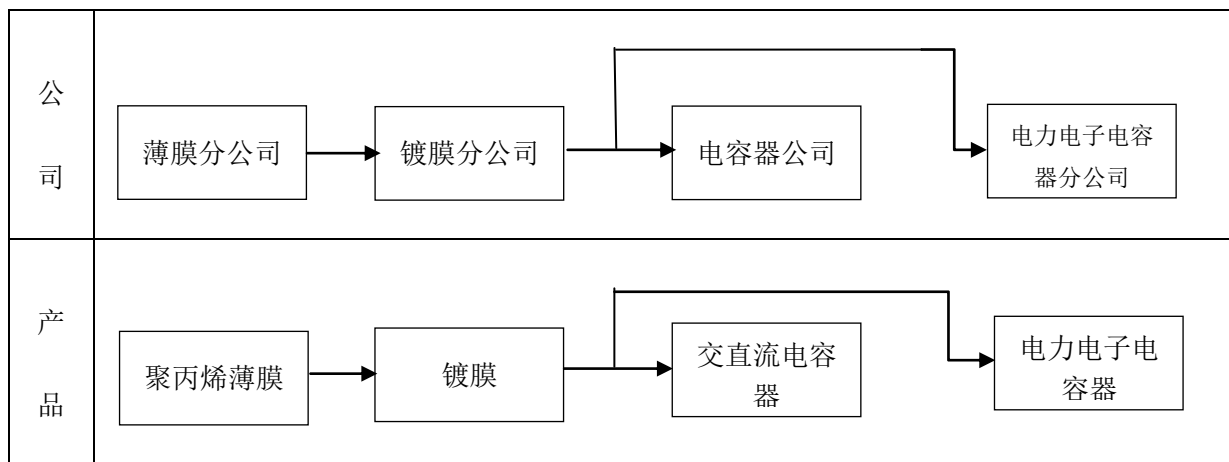 公
司
薄膜分公司
镀膜分公司
电容器公司
电力电子电容
器分公司
产
品
聚丙烯薄膜
镀膜
交直流电容
器
电力电子电
容器